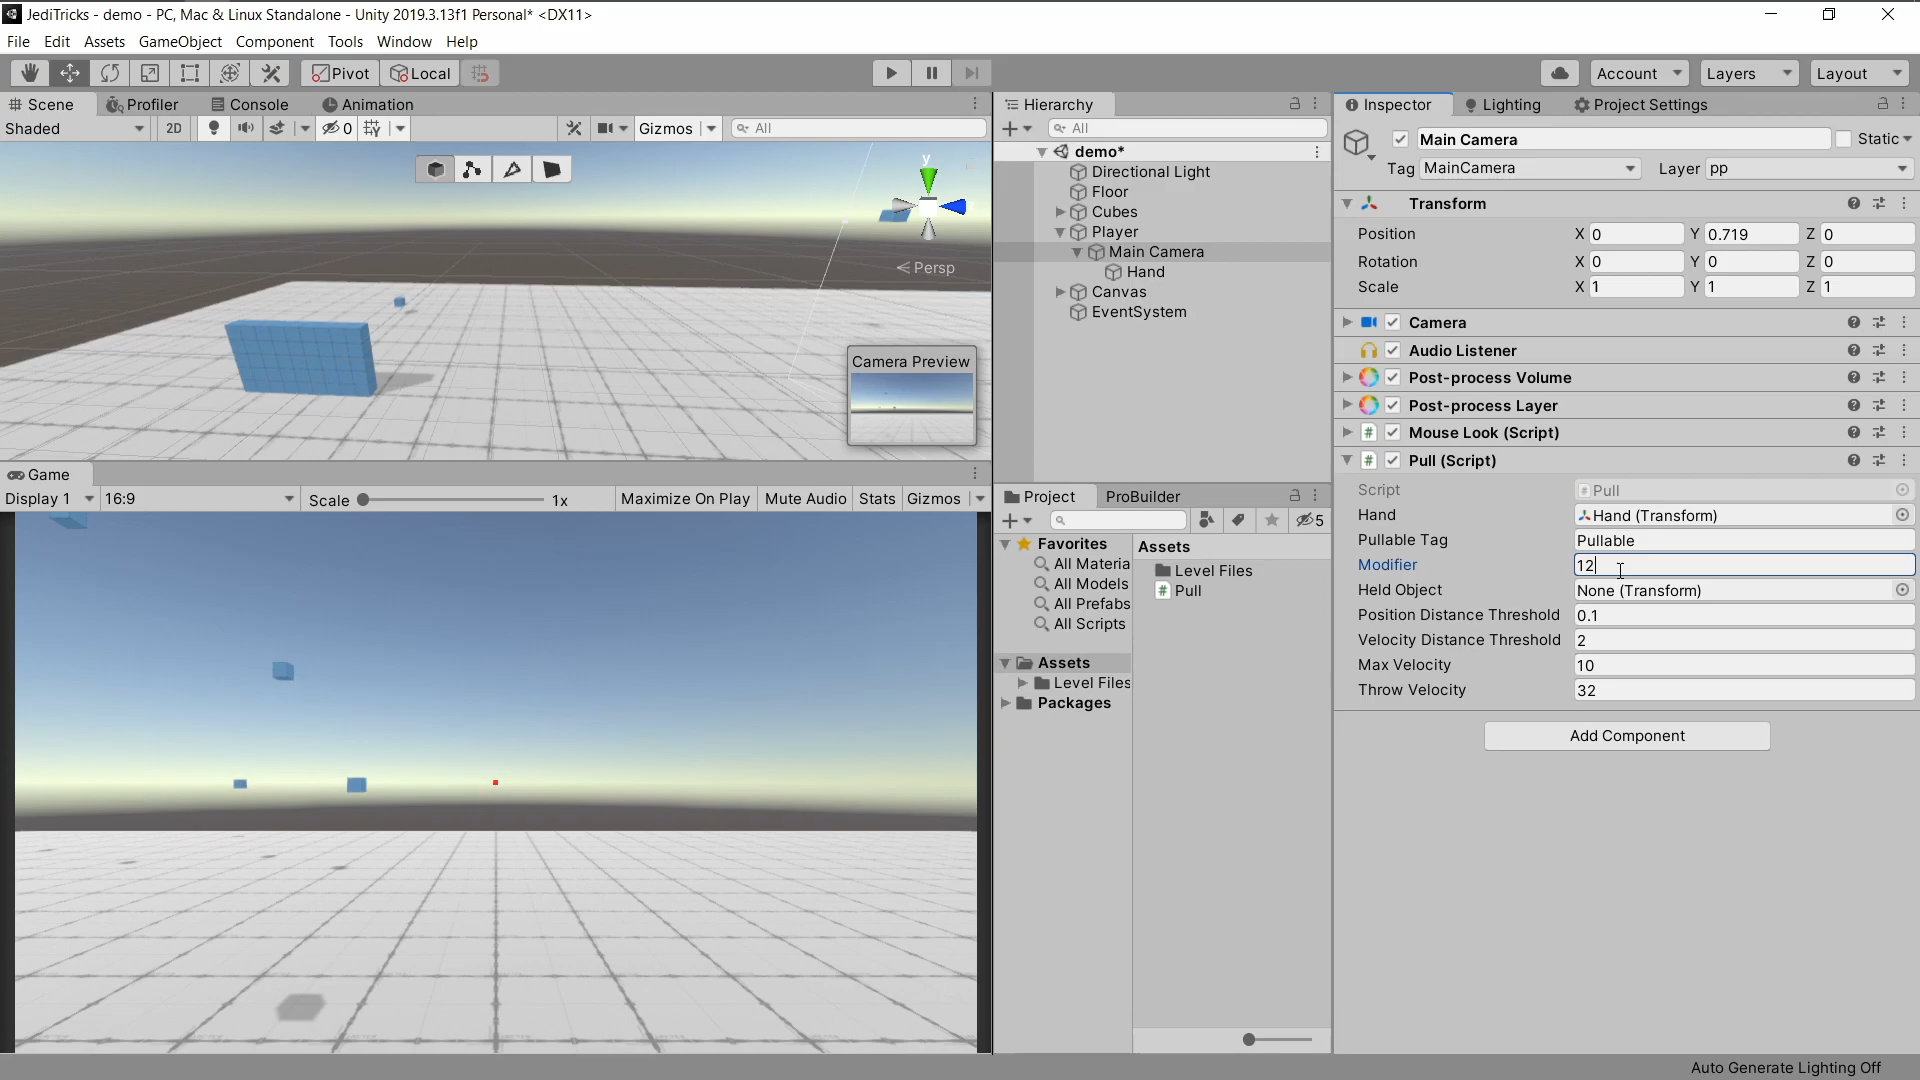 JediTricks - demo - PC, Mac & Linux Standalone - Unity 2019.3.13f1 Personal* <DX11>
File Edit Assets GameObject Component Tools Window Help
Pivot Local Account Layers Layout
Scene Profiler Console Animation
Shaded 2D 0 Gizmos All
y
Persp
Camera Preview
Game
Display 1 16:9 Scale 1x Maximize On Play Mute Audio Stats Gizmos
Hierarchy
All
demo*
Directional Light
Floor
Cubes
Player
Main Camera
Hand
Canvas
EventSystem
Project ProBuilder
5
Favorites
All Materia
All Models
All Prefabs
All Scripts
Assets
Level Files
Packages
Assets
Level Files
# Pull
Inspector Lighting Project Settings
Main Camera Static
Tag MainCamera Layer pp
Transform
Position X 0 Y 0.719 Z 0
Rotation X 0 Y 0 Z 0
Scale X 1 Y 1 Z 1
Camera
Audio Listener
Post-process Volume
Post-process Layer
# Mouse Look (Script)
# Pull (Script)
Script # Pull
Hand Hand (Transform)
Pullable Tag Pullable
Modifier 12
Held Object None (Transform)
Position Distance Threshold 0.1
Velocity Distance Threshold 2
Max Velocity 10
Throw Velocity 32
Add Component
Auto Generate Lighting Off